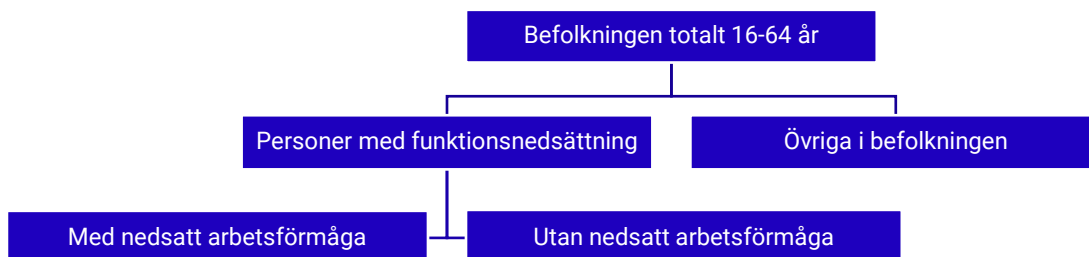 Befolkningen totalt 16-64 år
Personer med funktionsnedsättning
Övriga i befolkningen
Med nedsatt arbetsförmåga
Utan nedsatt arbetsförmåga